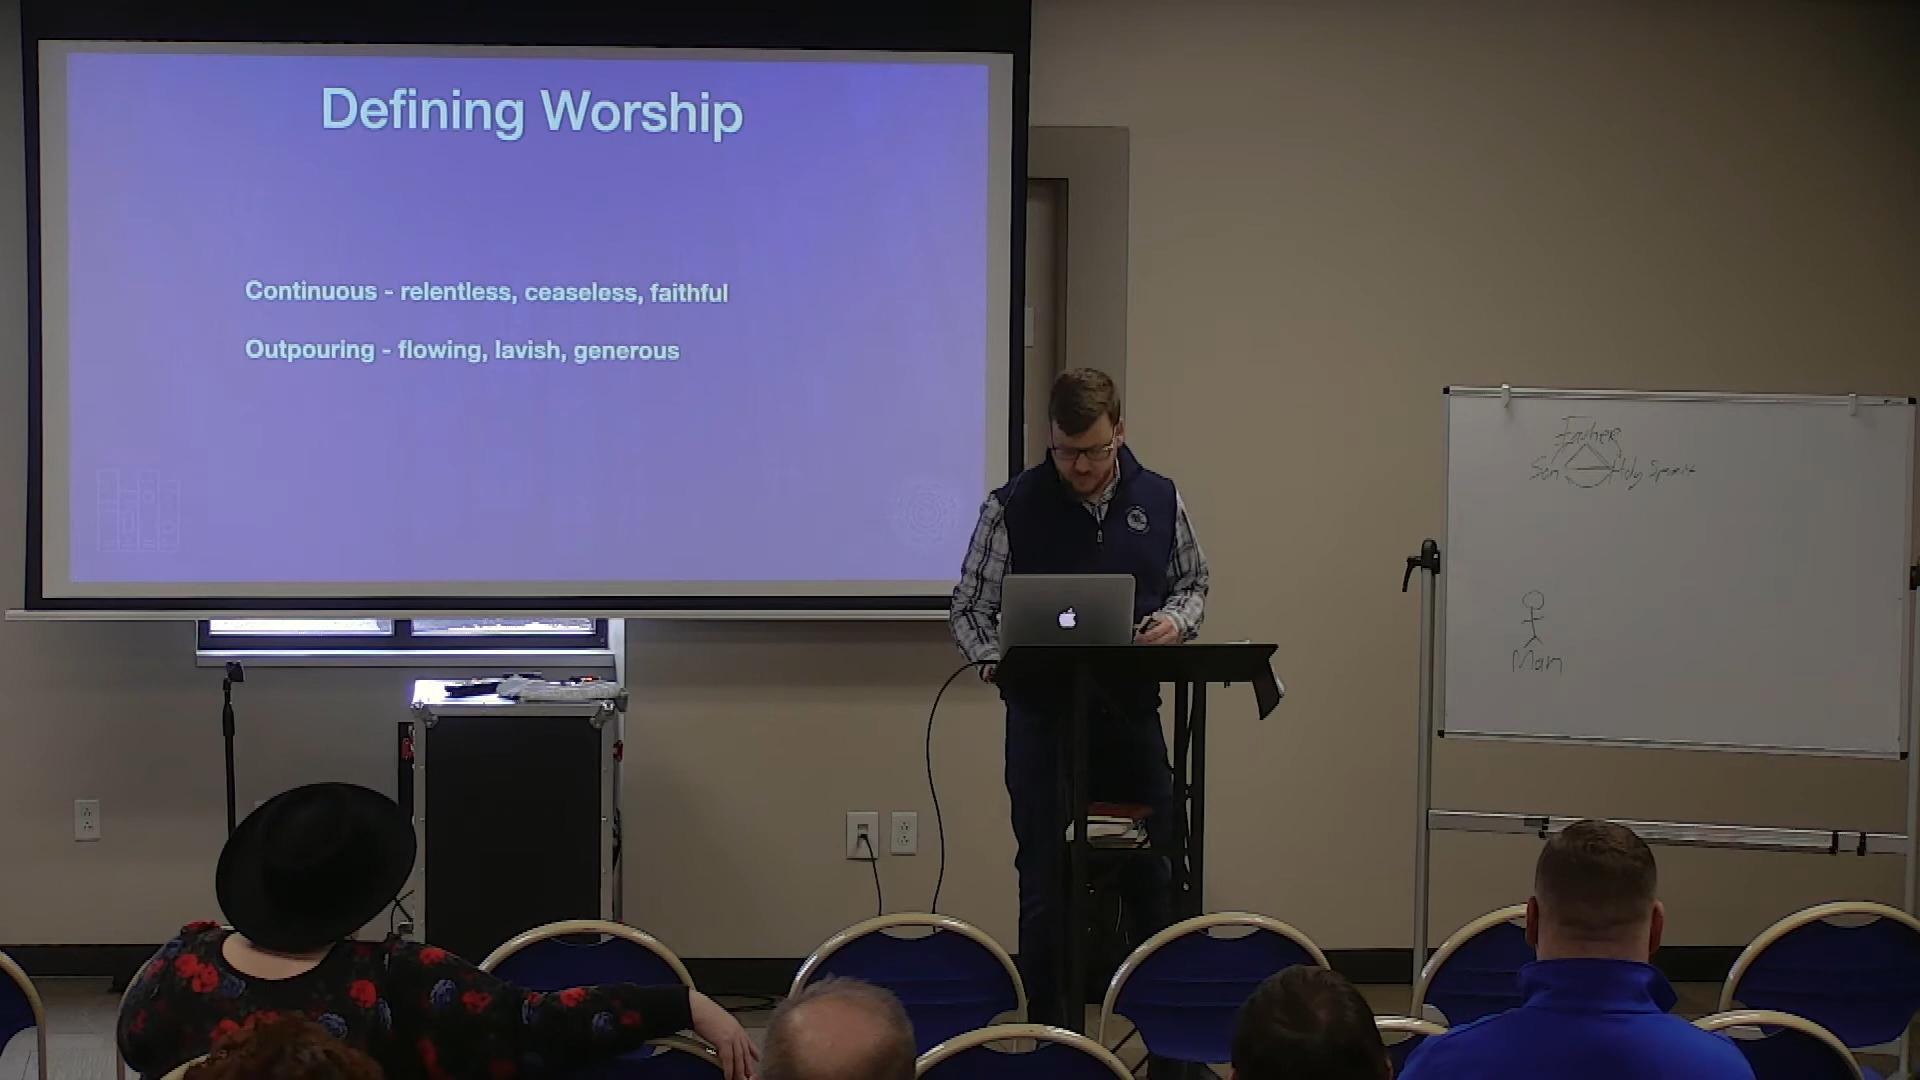 Defining Worship
Continuous - relentless, ceaseless, faithful
Outpouring - flowing, lavish, generous
Father
Son Holy Spirit
Man